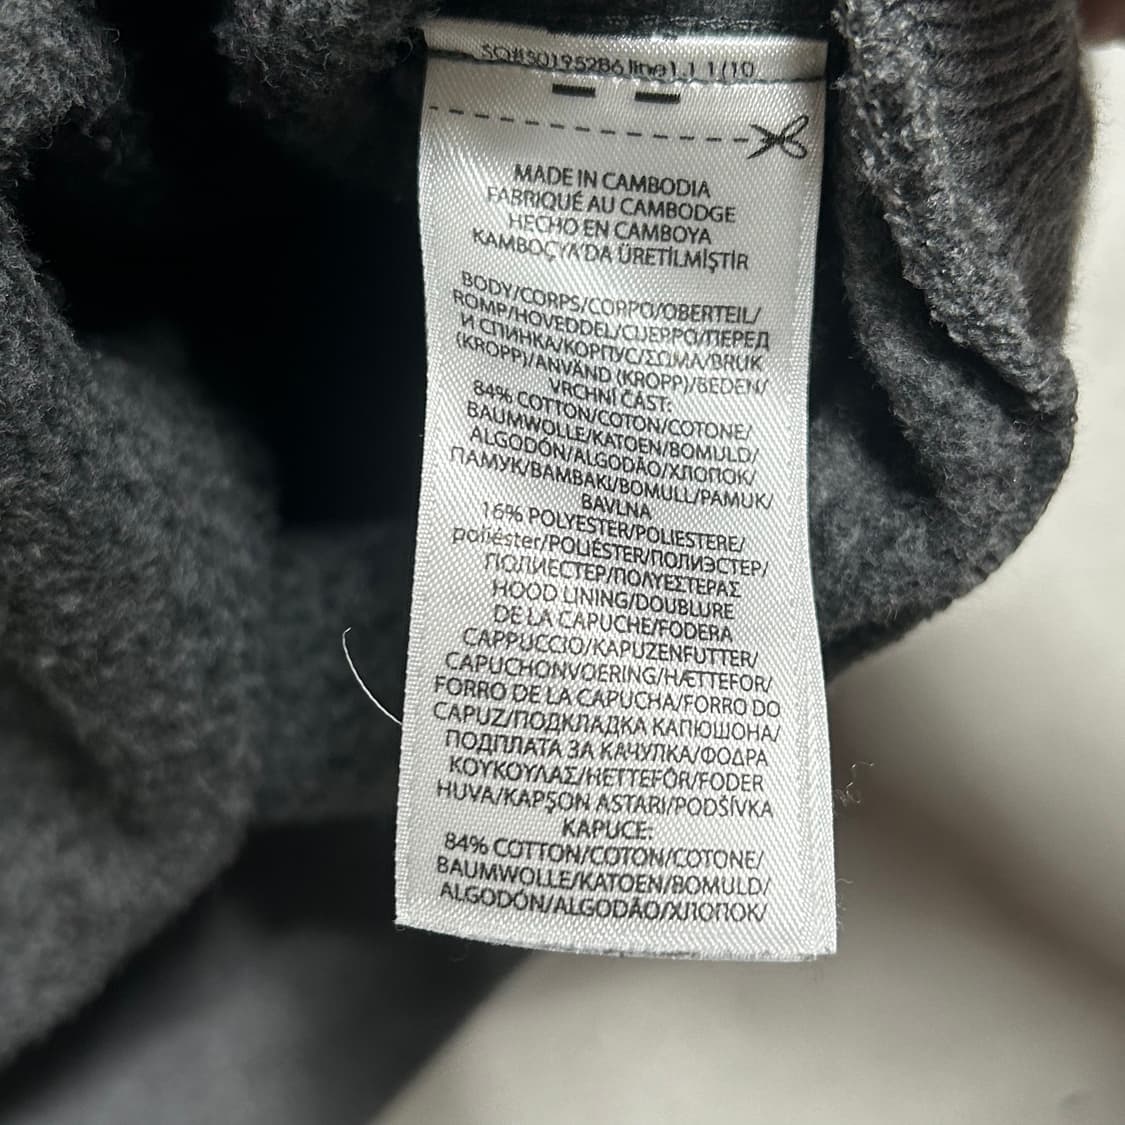 SO#S0195286 line1.1 1(10
MADE IN CAMBODIA
FABRIQUÉ AU CAMBODGE
HECHO EN CAMBOYA
KAMBOÇYA'DA ÜRETİLMİŞTİR
BODY/CORPS/CORPO/OBERTEIL/
ROMP/HOVEDDEL/CUERPO/ПЕРЕД
И СПИНКА/КОРПУС/ΣΩΜΑ/BRUK
(KROPP)/ANVÄND (KROPP)/BEDEN/
VRCHNÍ ČÁST:
84% COTTON/COTON/COTONE/
BAUMWOLLE/KATOEN/BOMULD/
ALGODÓN/ALGODÃO/ХЛОПОК/
ПАМУК/BAMBAKI/BOMULL/PAMUK/
BAVLNA
16% POLYESTER/POLIESTERE/
poliéster/POLIÉSTER/ПОЛИЭСТЕР/
ПОЛИЕСТЕР/ΠΟΛΥΕΣΤΕΡΑΣ
HOOD LINING/DOUBLURE
DE LA CAPUCHE/FODERA
CAPPUCCIO/KAPUZENFUTTER/
CAPUCHONVOERING/HÆTTEFOR/
FORRO DE LA CAPUCHA/FORRO DO
CAPUZ/ПОДКЛАДКА КАПЮШОНА/
ПОДПЛАТА ЗА КАЧУЛКА/ΦΟΔΡΑ
ΚΟΥΚΟΥΛΑΣ/HETTEFÔR/FODER
HUVA/KAPŞON ASTARI/PODŠÍVKA
KAPUCE:
84% COTTON/COTON/COTONE/
BAUMWOLLE/KATOEN/BOMULD/
ALGODÓN/ALGODÃO/ХЛОПОК/